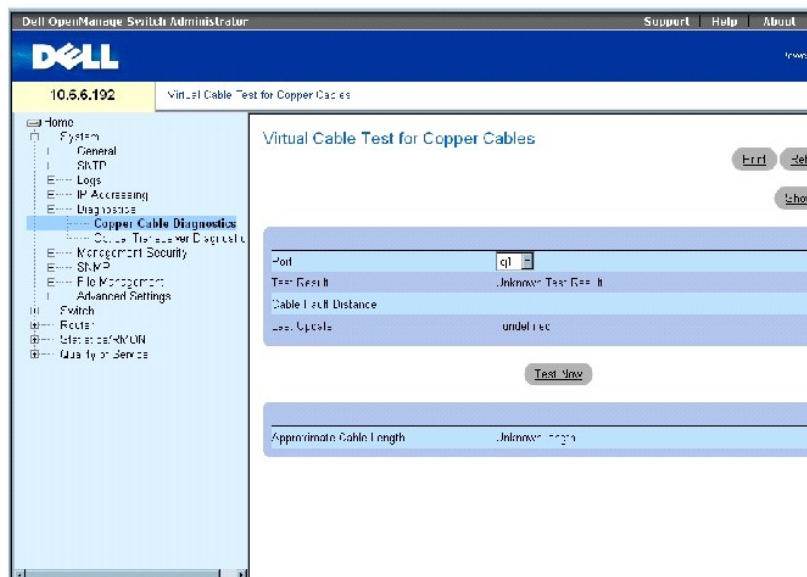 Dell OpenManage Switch Administrator
Support Help About
DELL
10.6.6.192
Virtual Cable Test for Copper Cables
Home
System
General
SNTP
Logs
IP Addressing
Diagnostics
Copper Cable Diagnostics
Optical Transceiver Diagnostic
Management Security
SNMP
File Management
Advanced Settings
Switch
Router
Statistics/RMON
Quality of Service
Virtual Cable Test for Copper Cables
Print
Port g1
Test Result Unknown Test Result
Cable Fault Distance
Last Update undefined
Test Now
Approximate Cable Length Unknown length